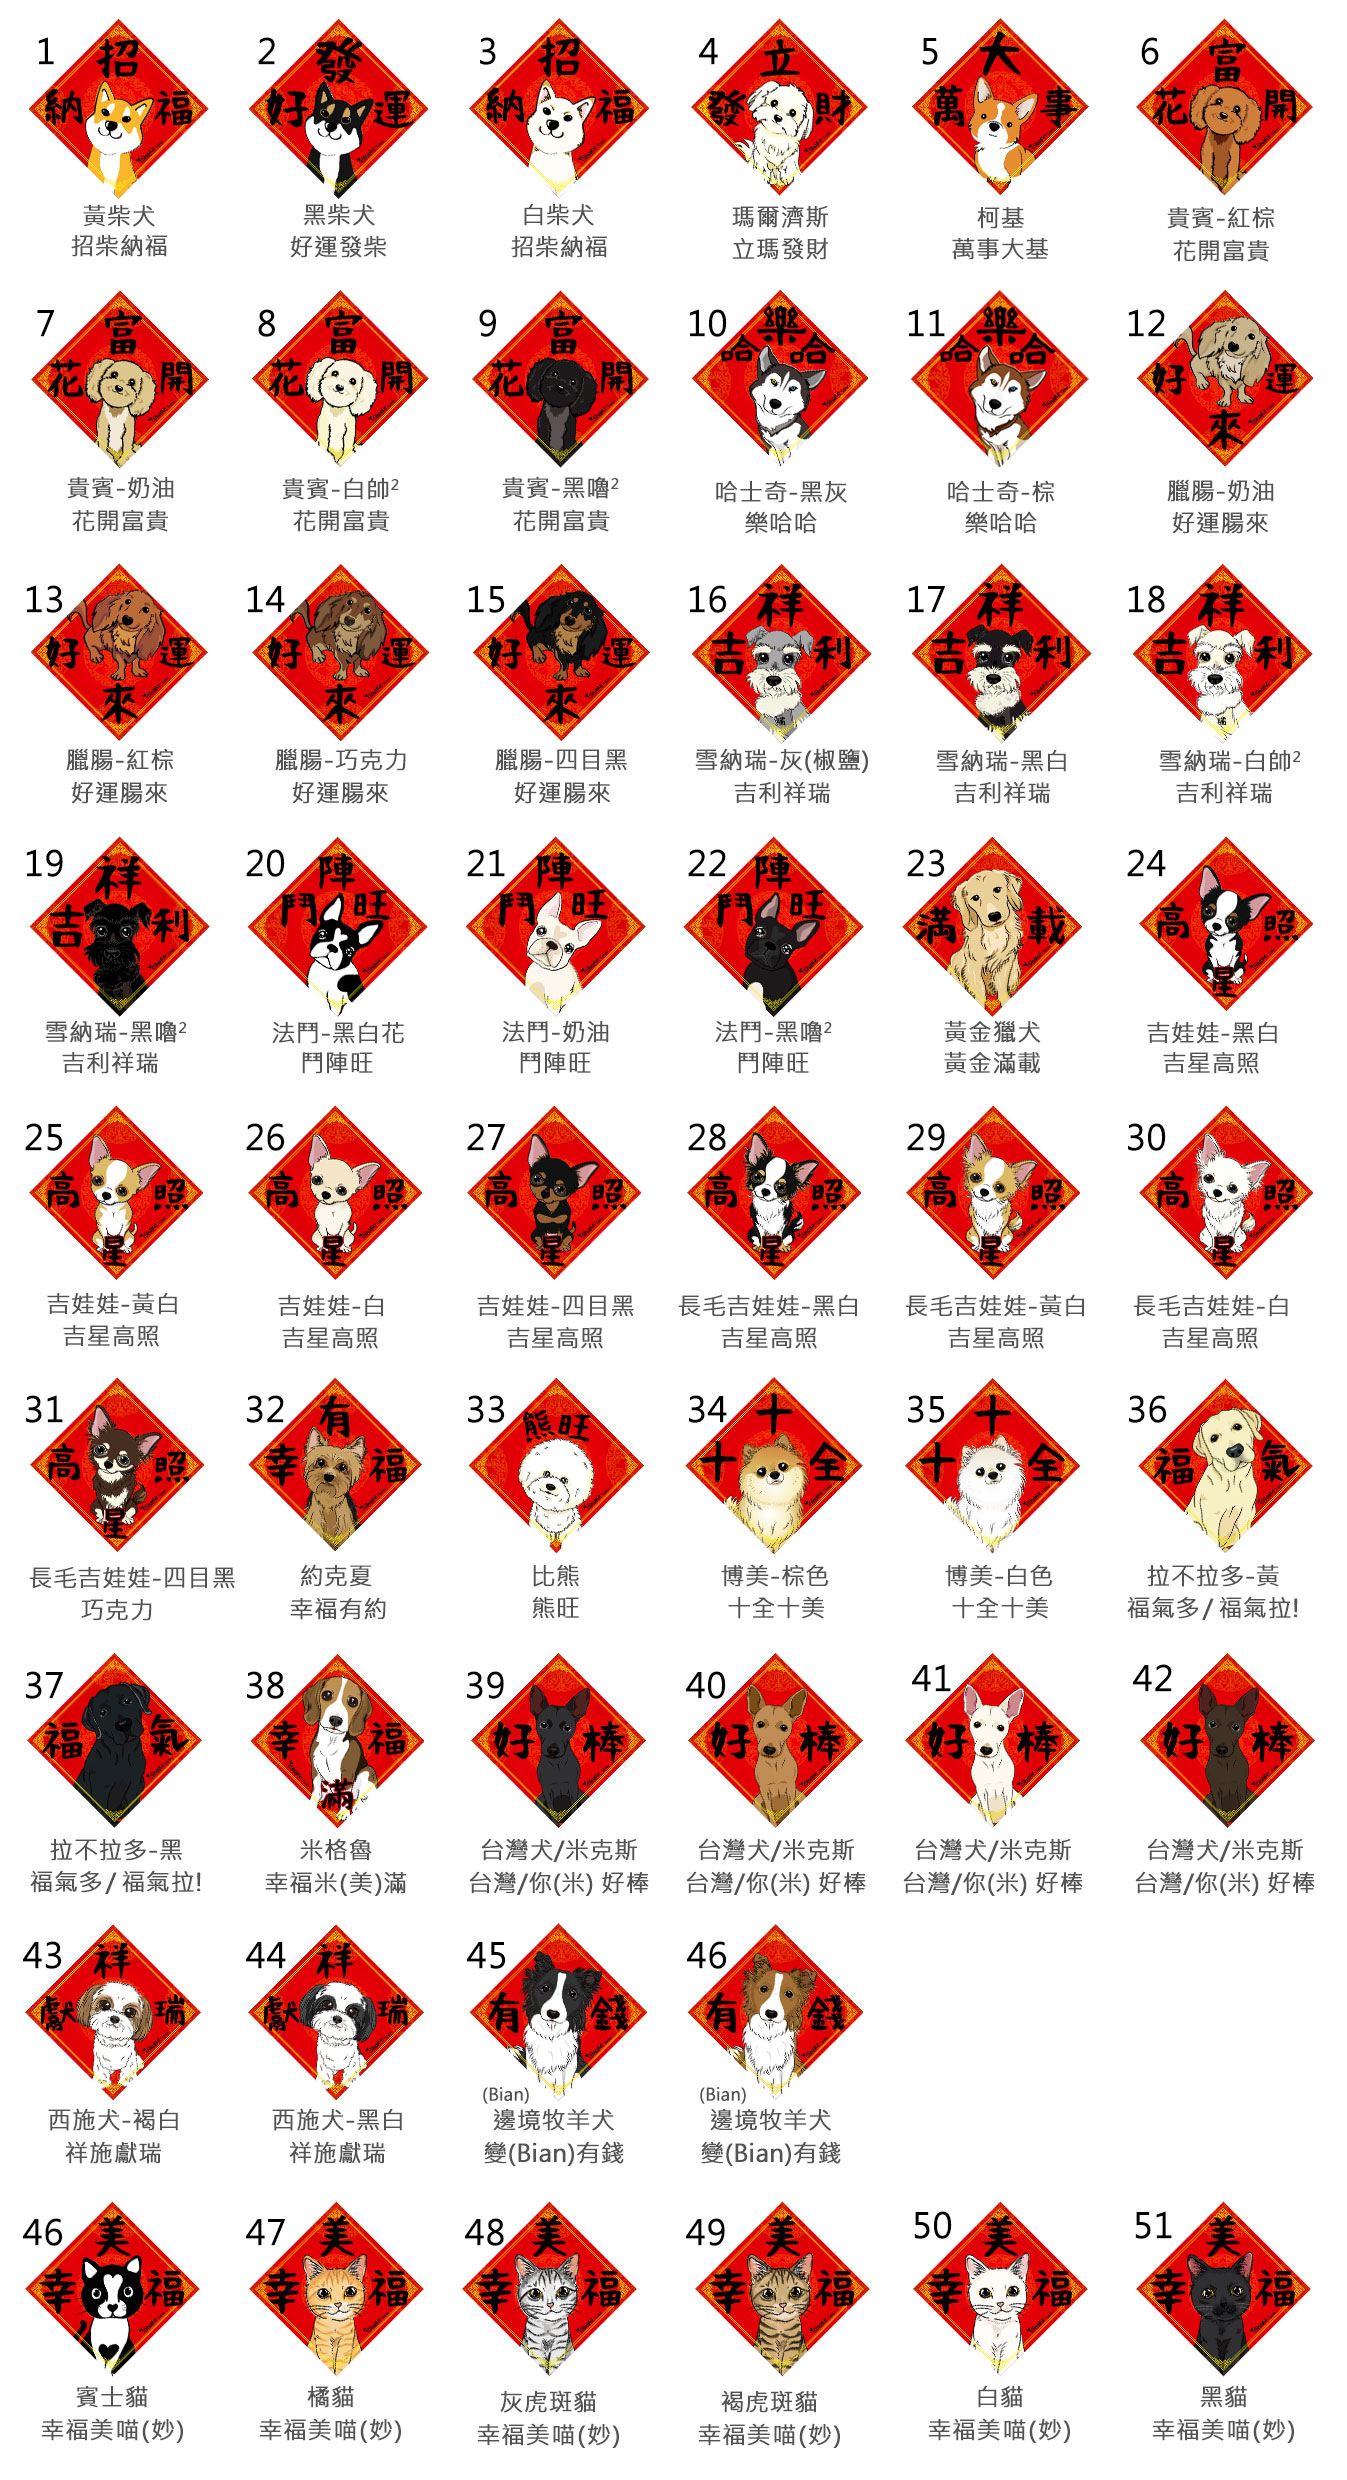 1 2 3 4 5 6
招 納 福
發 好 運
招 納 福
立 發 財
大 萬 事
富 花 開
黃柴犬 黑柴犬 白柴犬 瑪爾濟斯 柯基 貴賓-紅棕
招柴納福 好運發柴 招柴納福 立瑪發財 萬事大基 花開富貴
7 8 9 10 11 12
富 花 開
富 花 開
富 花 開
樂 哈 哈
樂 哈 哈
好 運 來
貴賓-奶油 貴賓-白帥² 貴賓-黑嚕² 哈士奇-黑灰 哈士奇-棕 臘腸-奶油
花開富貴 花開富貴 花開富貴 樂哈哈 樂哈哈 好運腸來
13 14 15 16 17 18
好 運 來
好 運 來
好 運 來
祥 吉 利
祥 吉 利
祥 吉 利
臘腸-紅棕 臘腸-巧克力 臘腸-四目黑 雪納瑞-灰(椒鹽) 雪納瑞-黑白 雪納瑞-白帥²
好運腸來 好運腸來 好運腸來 吉利祥瑞 吉利祥瑞 吉利祥瑞
19 20 21 22 23 24
祥 吉 利
陣 鬥 旺
陣 鬥 旺
陣 鬥 旺
滿 載
高 照 星
雪納瑞-黑嚕² 法鬥-黑白花 法鬥-奶油 法鬥-黑嚕² 黃金獵犬 吉娃娃-黑白
吉利祥瑞 鬥陣旺 鬥陣旺 鬥陣旺 黃金滿載 吉星高照
25 26 27 28 29 30
高 照 星
高 照 星
高 照 星
高 照 星
高 照 星
高 照 星
吉娃娃-黃白 吉娃娃-白 吉娃娃-四目黑 長毛吉娃娃-黑白 長毛吉娃娃-黃白 長毛吉娃娃-白
吉星高照 吉星高照 吉星高照 吉星高照 吉星高照 吉星高照
31 32 33 34 35 36
高 照 星
有 幸 福
熊旺
十 十 全
十 十 全
福 氣
長毛吉娃娃-四目黑 約克夏 比熊 博美-棕色 博美-白色 拉不拉多-黃
巧克力 幸福有約 熊旺 十全十美 十全十美 福氣多/福氣拉!
37 38 39 40 41 42
福 氣
幸 福 滿
好 棒
好 棒
好 棒
好 棒
拉不拉多-黑 米格魯 台灣犬/米克斯 台灣犬/米克斯 台灣犬/米克斯 台灣犬/米克斯
福氣多/福氣拉! 幸福米(美)滿 台灣/你(米) 好棒 台灣/你(米) 好棒 台灣/你(米) 好棒 台灣/你(米) 好棒
43 44 45 46
祥 獻 瑞
祥 獻 瑞
有 錢
有 錢
(Bian) (Bian)
西施犬-褐白 西施犬-黑白 邊境牧羊犬 邊境牧羊犬
祥施獻瑞 祥施獻瑞 變(Bian)有錢 變(Bian)有錢
46 47 48 49 50 51
美 幸 福
美 幸 福
美 幸 福
美 幸 福
美 幸 福
美 幸 福
賓士貓 橘貓 灰虎斑貓 褐虎斑貓 白貓 黑貓
幸福美喵(妙) 幸福美喵(妙) 幸福美喵(妙) 幸福美喵(妙) 幸福美喵(妙) 幸福美喵(妙)